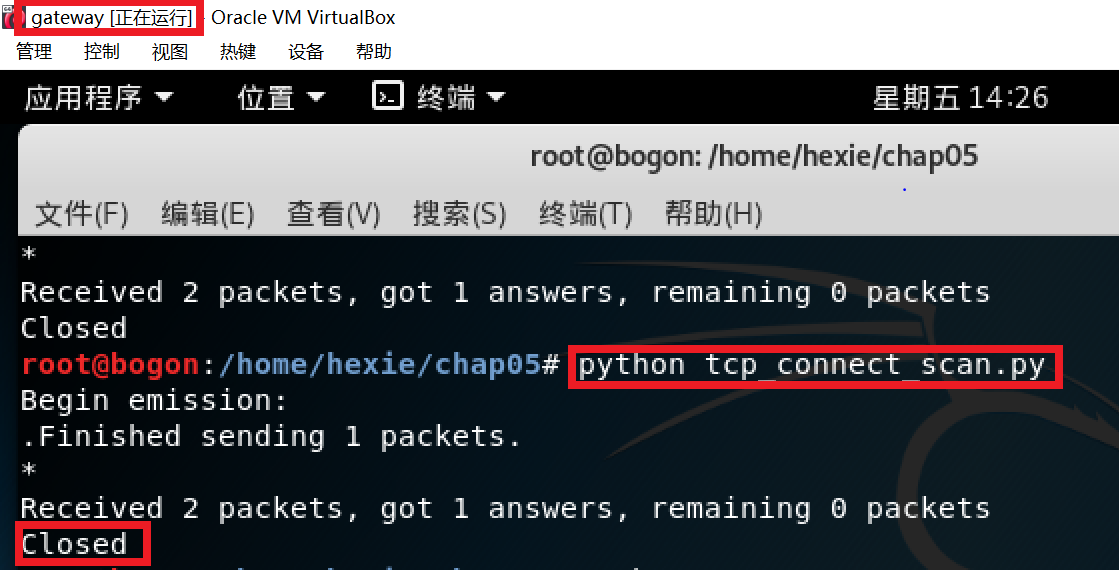 gateway [正在运行] - Oracle VM VirtualBox
管理 控制 视图 热键 设备 帮助
应用程序 位置 终端 星期五 14:26
root@bogon: /home/hexie/chap05
文件(F) 编辑(E) 查看(V) 搜索(S) 终端(T) 帮助(H)
*
Received 2 packets, got 1 answers, remaining 0 packets
Closed
root@bogon:/home/hexie/chap05# python tcp_connect_scan.py
Begin emission:
.Finished sending 1 packets.
*
Received 2 packets, got 1 answers, remaining 0 packets
Closed